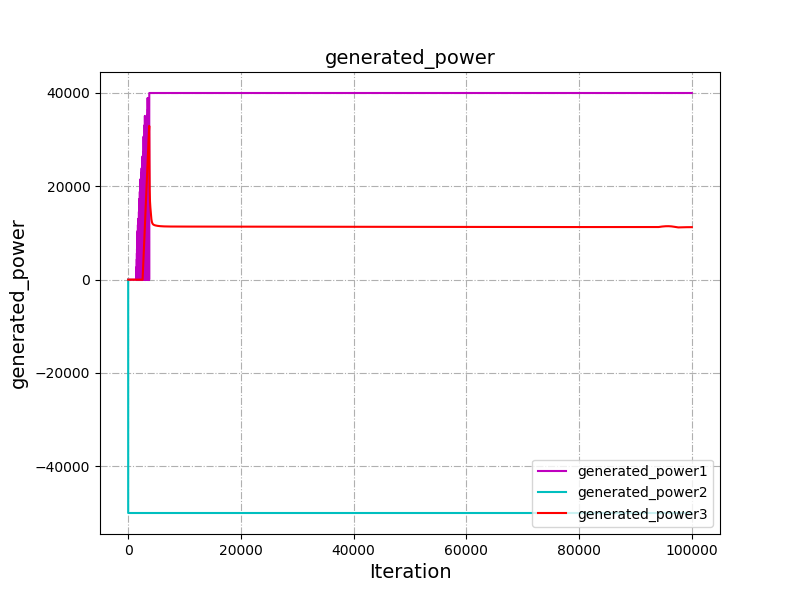 generated_power
40000
20000
0
−20000
−40000
generated_power
0
20000
40000
60000
80000
100000
Iteration
generated_power1
generated_power2
generated_power3